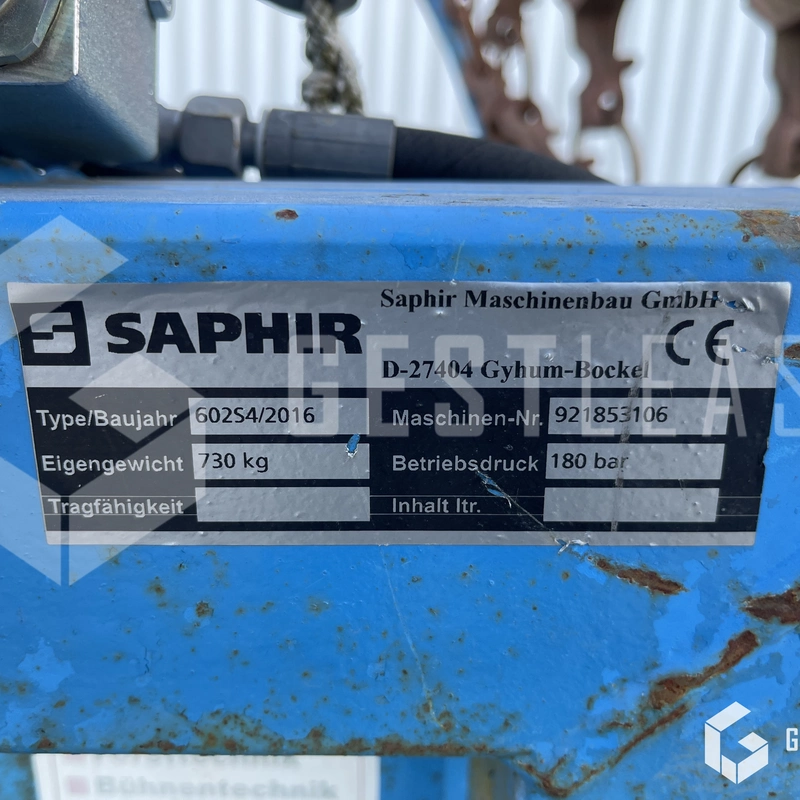 SAPHIR
Saphir Maschinenbau GmbH
D-27404 Gyhum-Bockel
CE
Type/Baujahr 602S4/2016 Maschinen-Nr. 921853106
Eigengewicht 730 kg Betriebsdruck 180 bar
Tragfähigkeit Inhalt ltr.
GESTLEAS
Bühnentechnik
G